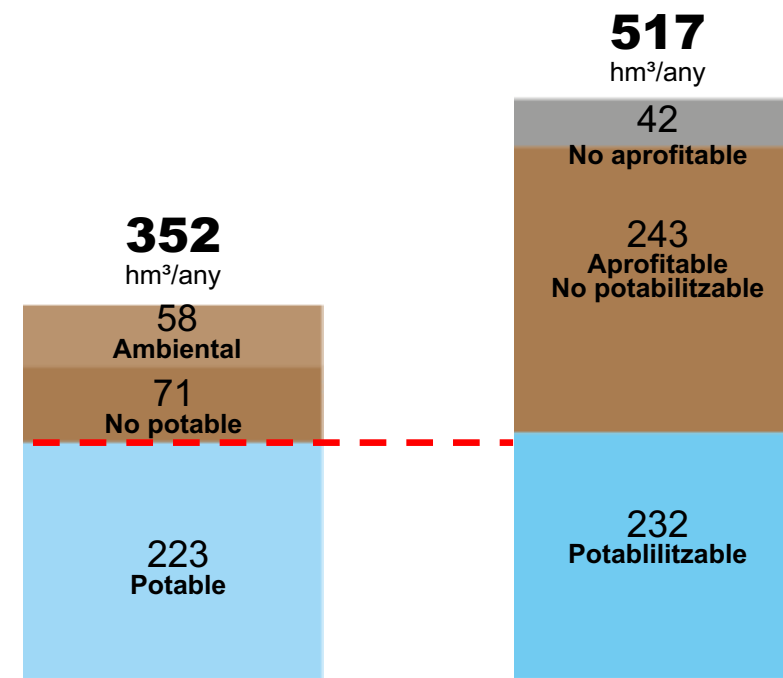 352
hm³/any
58
Ambiental
71
No potable
223
Potable
517
hm³/any
42
No aprofitable
243
Aprofitable
No potabilitzable
232
Potablilitzable